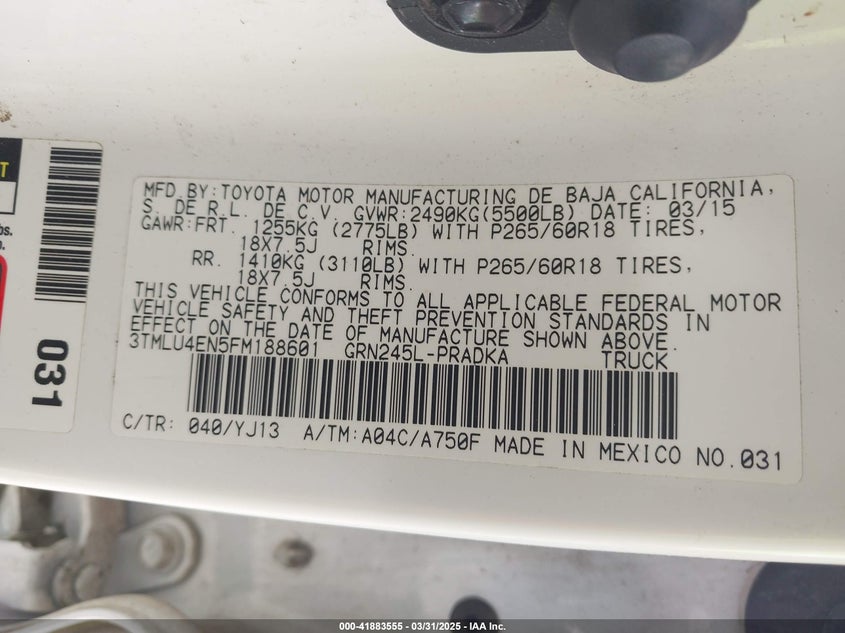 T
bs.
p.
031
MFD.BY:TOYOTA MOTOR MANUFACTURING DE BAJA CALIFORNIA,
S. DE R.L. DE C.V. GVWR:2490KG(5500LB) DATE: 03/15
GAWR:FRT. 1255KG (2775LB) WITH P265/60R18 TIRES,
18X7.5J RIMS.
RR. 1410KG (3110LB) WITH P265/60R18 TIRES,
18X7.5J RIMS.
THIS VEHICLE CONFORMS TO ALL APPLICABLE FEDERAL MOTOR
VEHICLE SAFETY AND THEFT PREVENTION STANDARDS IN
EFFECT ON THE DATE OF MANUFACTURE SHOWN ABOVE.
3TMLU4EN5FM188601 GRN245L-PRADKA TRUCK
C/TR: 040/YJ13 A/TM:A04C/A750F MADE IN MEXICO NO.031
000-41883555 - 03/31/2025 - IAA Inc.